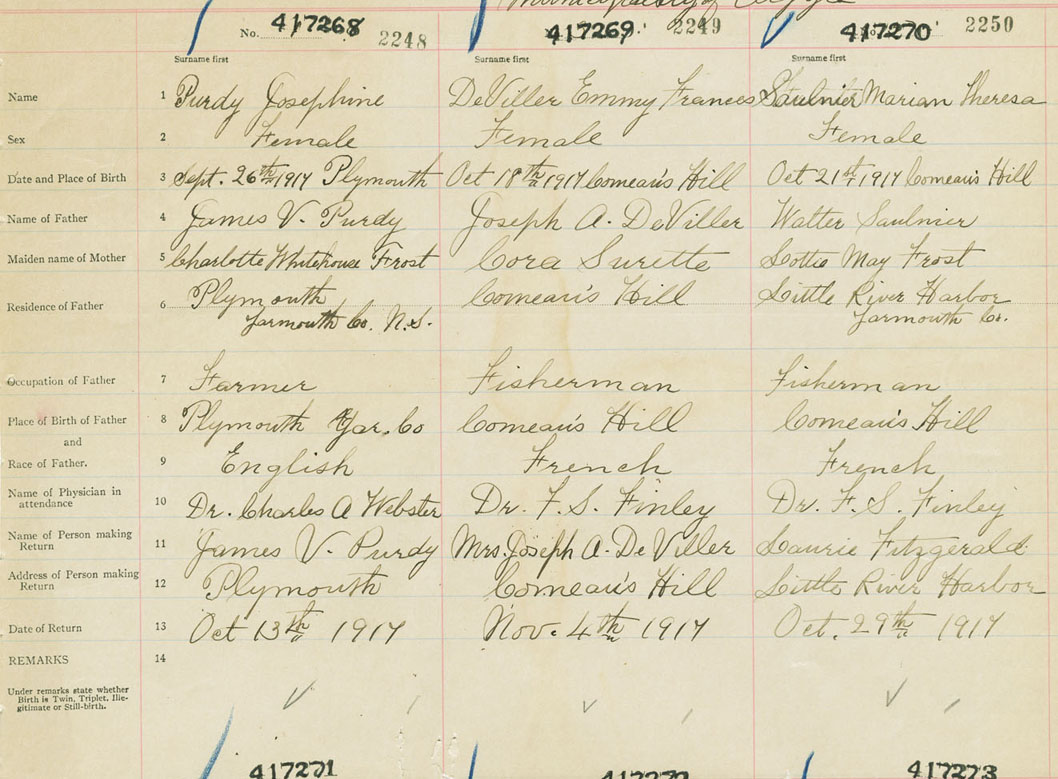 Municipality of Argyle
No. 417268 2248
417269 2249
417270 2250
Surname first
Surname first
Surname first
Name 1 Purdy Josephine
DeViller Emmy Frances
Saulnier Marian Theresa
Sex 2 Female
Female
Female
Date and Place of Birth 3 Sept. 26th 1917 Plymouth
Oct 18th 1917 Comeau's Hill
Oct 21st 1917 Comeau's Hill
Name of Father 4 James V. Purdy
Joseph A. DeViller
Walter Saulnier
Maiden name of Mother 5 Charlotte Whitehouse Frost
Cora Surette
Lottie May Frost
Residence of Father 6 Plymouth
Yarmouth Co. N.S.
Comeau's Hill
Little River Harbor
Yarmouth Co.
Occupation of Father 7 Farmer
Fisherman
Fisherman
Place of Birth of Father 8 Plymouth Yar. Co
Comeau's Hill
Comeau's Hill
and
Race of Father. 9 English
French
French
Name of Physician in
attendance 10 Dr. Charles A Webster
Dr. F. S. Finley
Dr. F. S. Finley
Name of Person making
Return 11 James V. Purdy
Mrs. Joseph A. DeViller
Laurie Fitzgerald
Address of Person making
Return 12 Plymouth
Comeau's Hill
Little River Harbor
Date of Return 13 Oct 13th 1917
Nov. 4th 1917
Oct. 29th 1917
REMARKS 14
Under remarks state whether
Birth is Twin, Triplet, Ille-
gitimate or Still-birth.
417271
417273